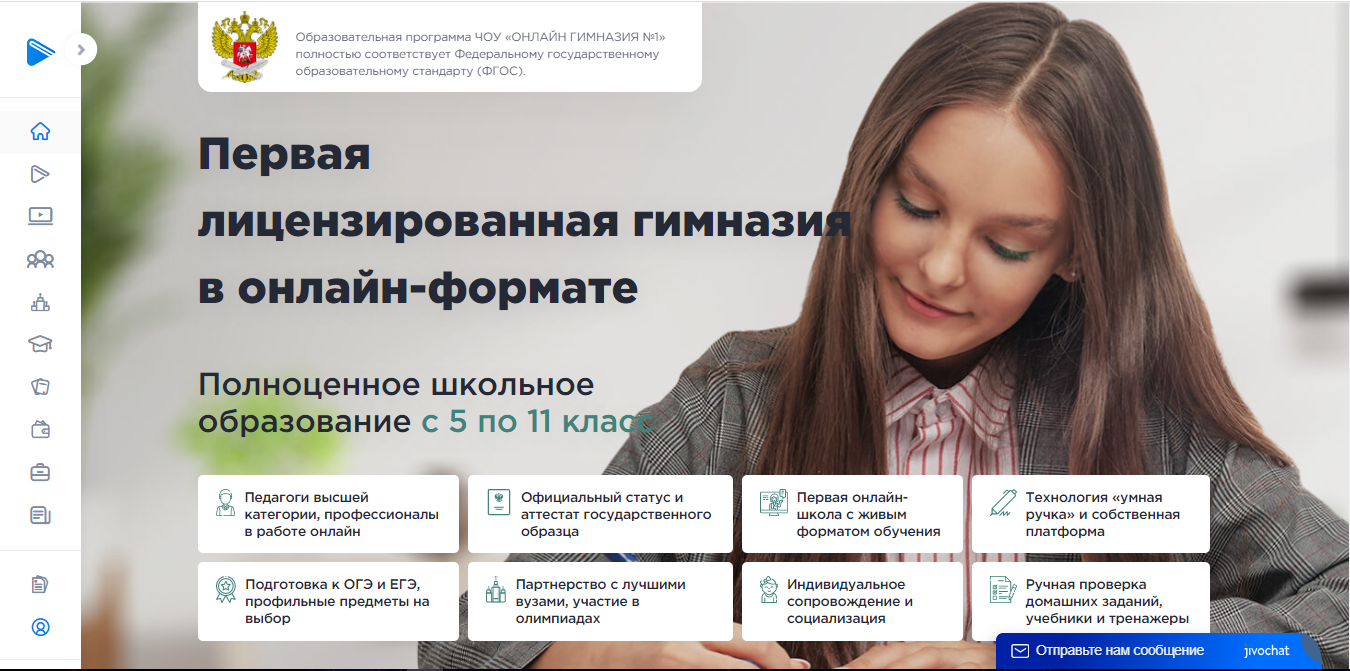 Образовательная программа ЧОУ «ОНЛАЙН ГИМНАЗИЯ №1»
полностью соответствует Федеральному государственному
образовательному стандарту (ФГОС).
Первая
лицензированная гимназия
в онлайн-формате
Полноценное школьное
образование с 5 по 11 класс
Педагоги высшей
категории, профессионалы
в работе онлайн
Официальный статус и
аттестат государственного
образца
Первая онлайн-
школа с живым
форматом обучения
Технология «умная
ручка» и собственная
платформа
Подготовка к ОГЭ и ЕГЭ,
профильные предметы на
выбор
Партнерство с лучшими
вузами, участие в
олимпиадах
Индивидуальное
сопровождение и
социализация
Ручная проверка
домашних заданий,
учебники и тренажеры
Отправьте нам сообщение jivochat